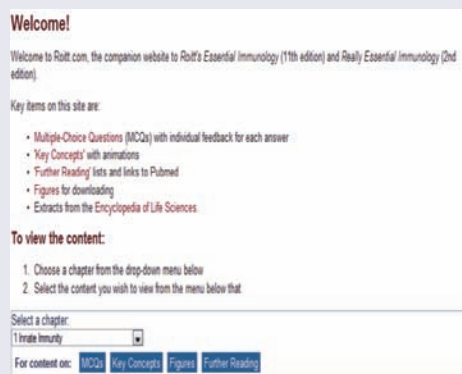 Welcome!
Welcome to Roitt.com, the companion website to Roitt's Essential Immunology (11th edition) and Really Essential Immunology (2nd
edition).
Key items on this site are:
• Multiple-Choice Questions (MCQs) with individual feedback for each answer
• 'Key Concepts' with animations
• 'Further Reading' lists and links to Pubmed
• Figures for downloading
• Extracts from the Encyclopedia of Life Sciences.
To view the content:
1. Choose a chapter from the drop-down menu below
2. Select the content you wish to view from the menu below that
Select a chapter:
1 Innate Immunity
For content on: MCQs Key Concepts Figures Further Reading